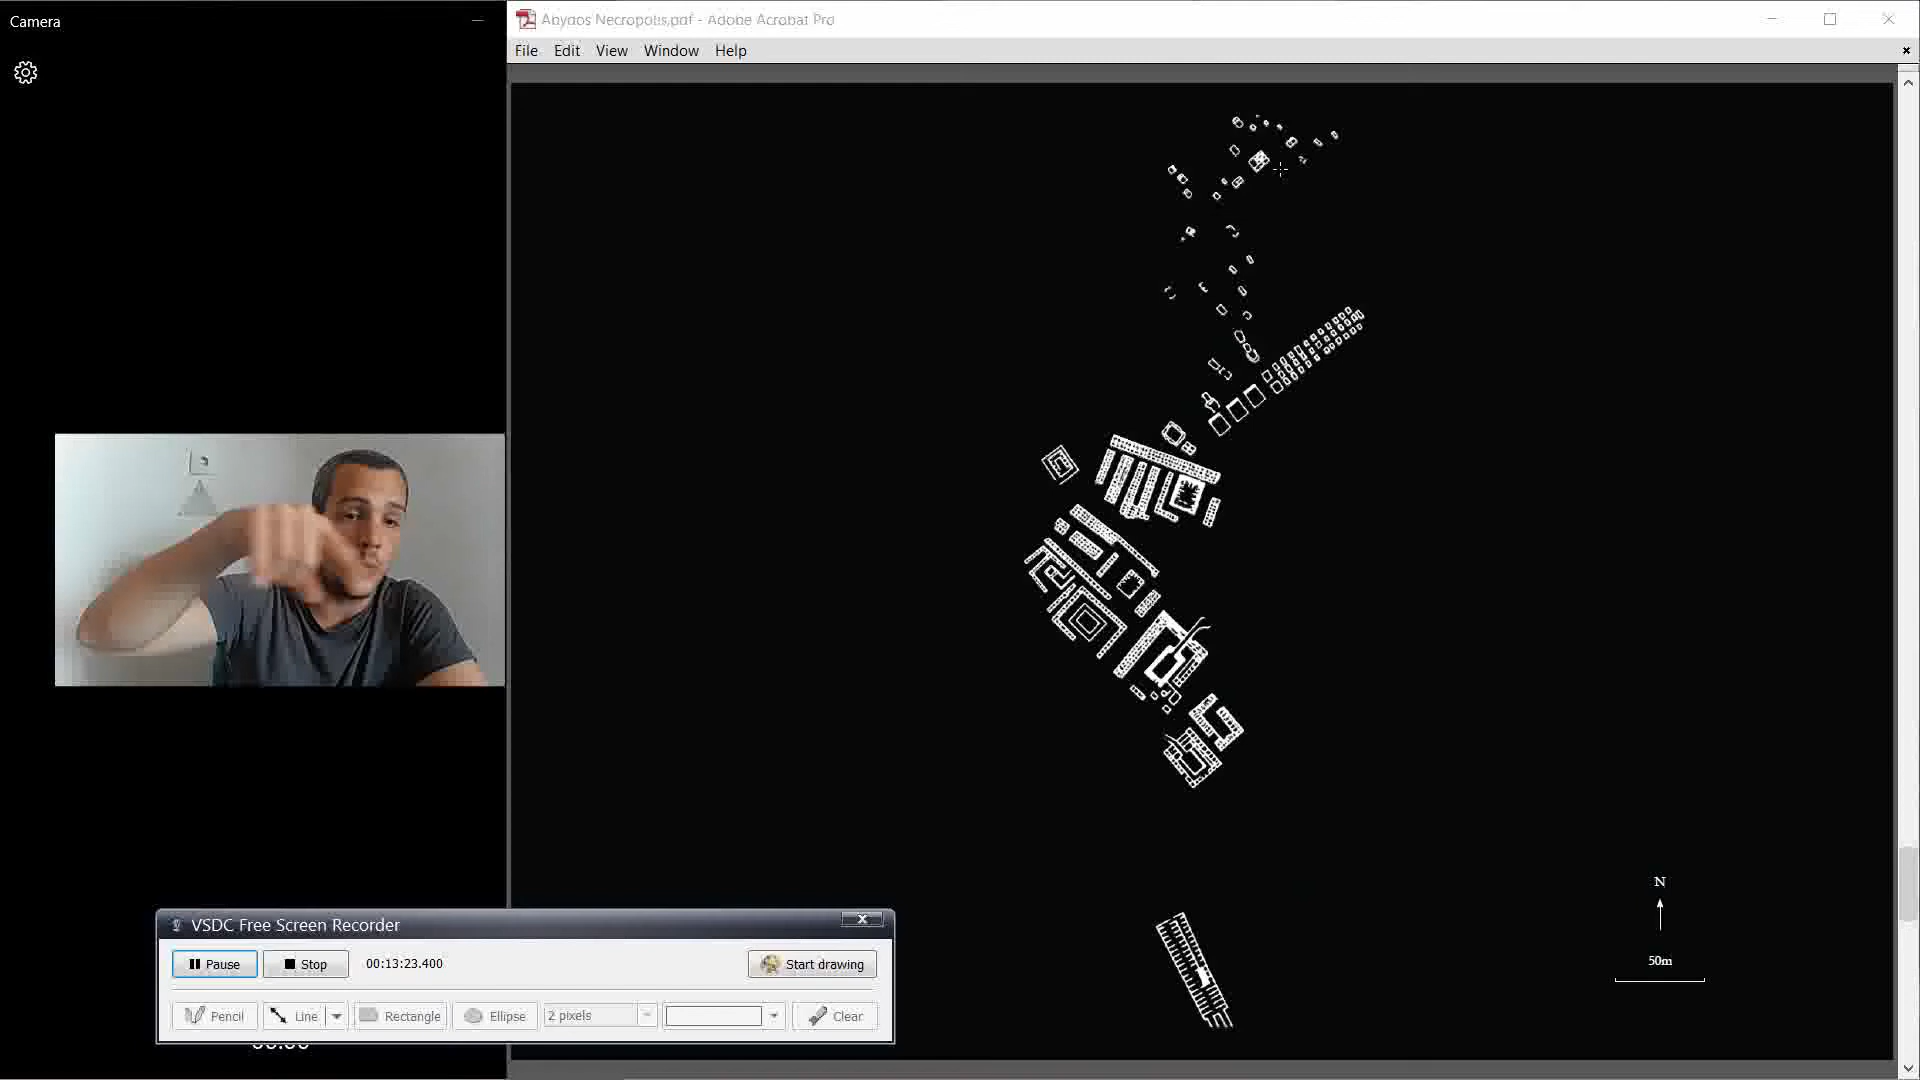 Camera
Abydos Necropolis.pdf - Adobe Acrobat Pro
File Edit View Window Help
N
50m
VSDC Free Screen Recorder
Pause Stop 00:13:23.400 Start drawing
Pencil Line Rectangle Ellipse 2 pixels Clear